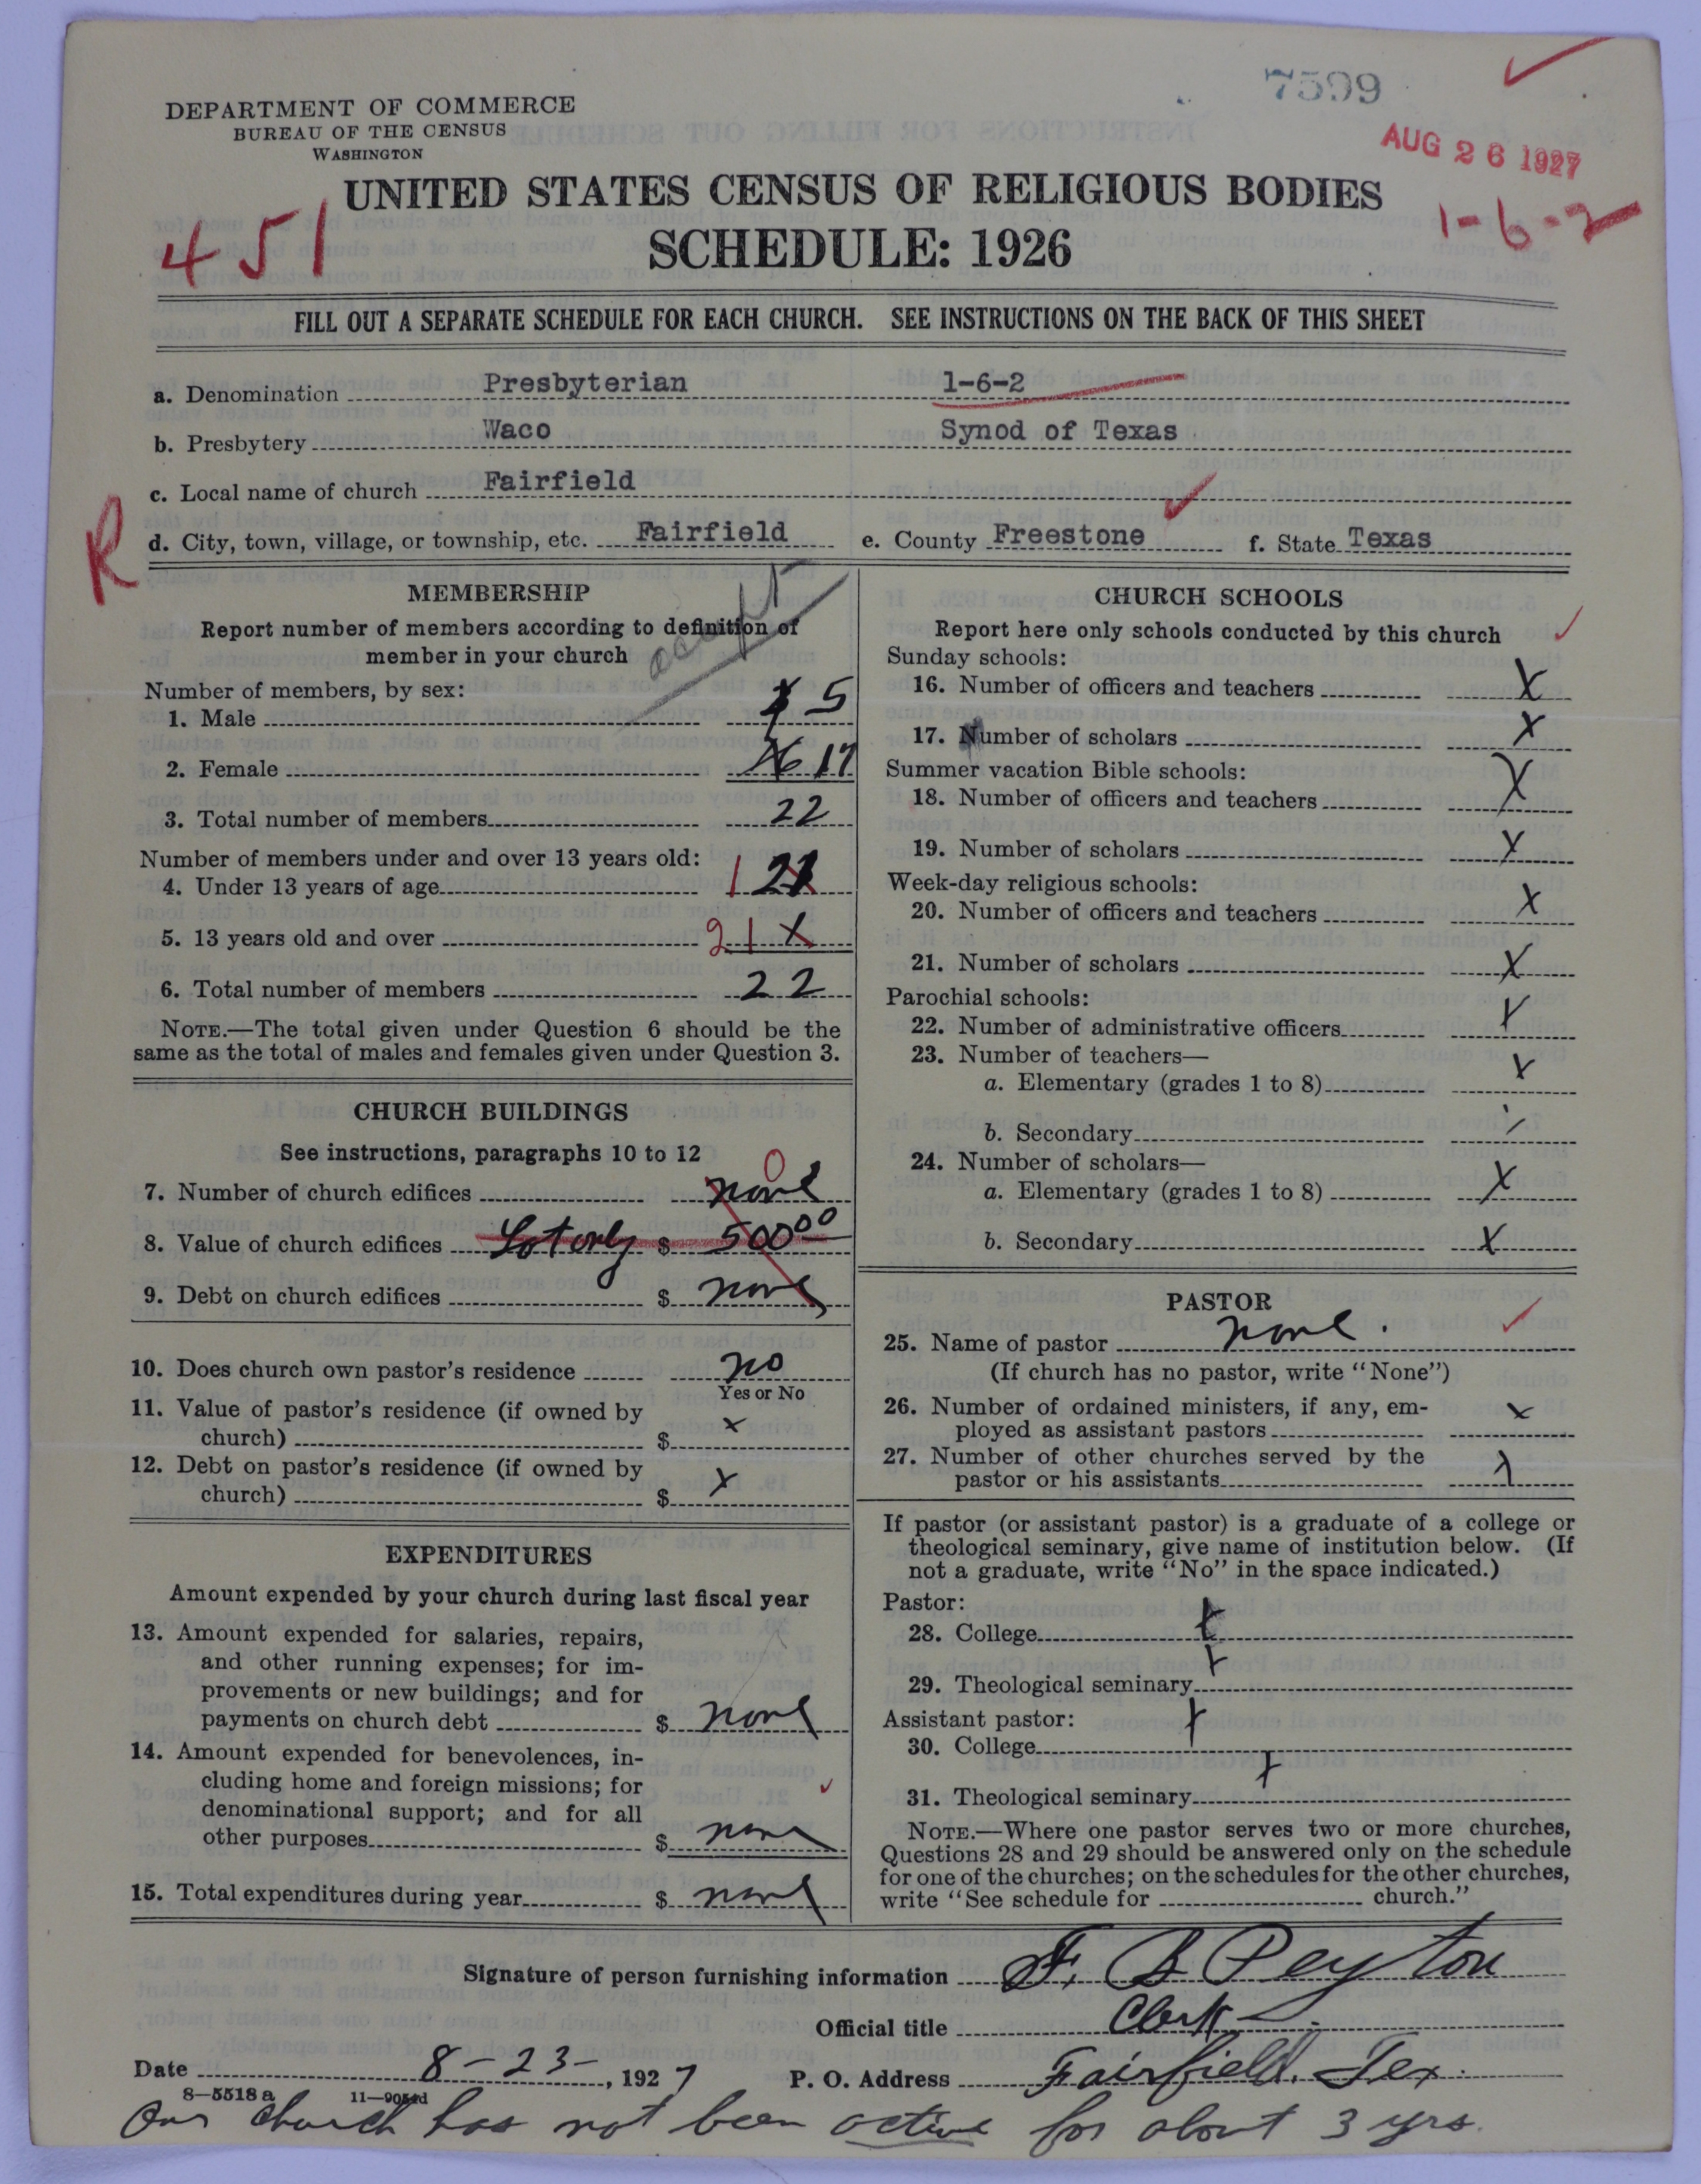 7599
AUG 26 1927
DEPARTMENT OF COMMERCE
BUREAU OF THE CENSUS
WASHINGTON
UNITED STATES CENSUS OF RELIGIOUS BODIES
451
1-6-2
SCHEDULE: 1926
FILL OUT A SEPARATE SCHEDULE FOR EACH CHURCH. SEE INSTRUCTIONS ON THE BACK OF THIS SHEET
a. Denomination Presbyterian 1-6-2
b. Presbytery Waco Synod of Texas
c. Local name of church Fairfield
R
d. City, town, village, or township, etc. Fairfield e. County Freestone f. State Texas
MEMBERSHIP
Report number of members according to definition of
member in your church
accept
Number of members, by sex:
1. Male 5
2. Female 17
3. Total number of members 22
Number of members under and over 13 years old:
4. Under 13 years of age 1 21
5. 13 years old and over 21 X
6. Total number of members 22
NOTE.—The total given under Question 6 should be the
same as the total of males and females given under Question 3.
CHURCH BUILDINGS
See instructions, paragraphs 10 to 12
0
7. Number of church edifices none
8. Value of church edifices Lot only $ 500 00
9. Debt on church edifices $ none
10. Does church own pastor's residence no
Yes or No
11. Value of pastor's residence (if owned by
church) $ x
12. Debt on pastor's residence (if owned by
church) $ x
EXPENDITURES
Amount expended by your church during last fiscal year
13. Amount expended for salaries, repairs,
and other running expenses; for im-
provements or new buildings; and for
payments on church debt $ none
14. Amount expended for benevolences, in-
cluding home and foreign missions; for
denominational support; and for all
other purposes $ none
15. Total expenditures during year $ none
CHURCH SCHOOLS
Report here only schools conducted by this church
Sunday schools:
16. Number of officers and teachers X
17. Number of scholars X
Summer vacation Bible schools:
18. Number of officers and teachers X
19. Number of scholars X
Week-day religious schools:
20. Number of officers and teachers X
21. Number of scholars X
Parochial schools:
22. Number of administrative officers X
23. Number of teachers—
a. Elementary (grades 1 to 8) X
b. Secondary
24. Number of scholars—
a. Elementary (grades 1 to 8) X
b. Secondary X
PASTOR
25. Name of pastor none.
(If church has no pastor, write "None")
26. Number of ordained ministers, if any, em-
ployed as assistant pastors x
27. Number of other churches served by the
pastor or his assistants x
If pastor (or assistant pastor) is a graduate of a college or
theological seminary, give name of institution below. (If
not a graduate, write "No" in the space indicated.)
Pastor:
28. College x
29. Theological seminary x
Assistant pastor:
30. College x
31. Theological seminary x
NOTE.—Where one pastor serves two or more churches,
Questions 28 and 29 should be answered only on the schedule
for one of the churches; on the schedules for the other churches,
write "See schedule for church."
Signature of person furnishing information F. B Peyton
Official title Clerk
Date 8-23-, 1927 P. O. Address Fairfield. Tex.
8-5518a 11-9054d
Our church has not been active for about 3 yrs.